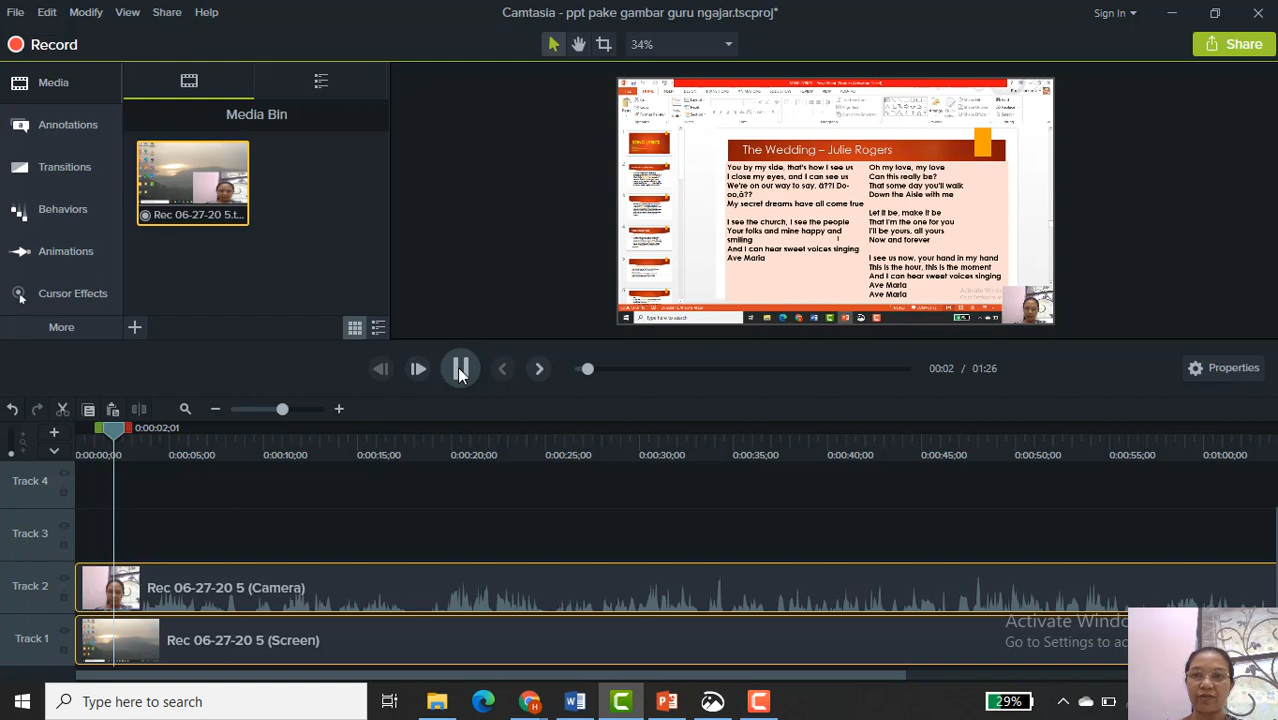 File Edit Modify View Share Help
Camtasia - ppt pake gambar guru ngajar.tscproj*
Sign In
Record
34%
Share
Media
Media Bin
Rec 06-27-20 5.t...
More
The Wedding – Julie Rogers
You by my side, that's how I see us
I close my eyes, and I can see us
We're on our way to say, â??I Do-
oo,â??
My secret dreams have all come true
I see the church, I see the people
Your folks and mine happy and
smiling
And I can hear sweet voices singing
Ave Maria
Oh my love, my love
Can this really be?
That some day you'll walk
Down the Aisle with me
Let it be, make it be
That I'm the one for you
I'll be yours, all yours
Now and forever
I see us now, your hand in my hand
This is the hour, this is the moment
And I can hear sweet voices singing
Ave Maria
Ave Maria
Type here to search
00:02 / 01:26
Properties
0:00:02;01
0:00:00;00 0:00:05;00 0:00:10;00 0:00:15;00 0:00:20;00 0:00:25;00 0:00:30;00 0:00:35;00 0:00:40;00 0:00:45;00 0:00:50;00 0:00:55;00 0:01:00;00
Track 4
Track 3
Track 2
Rec 06-27-20 5 (Camera)
Track 1
Rec 06-27-20 5 (Screen)
Activate Windo
Go to Settings to ac
Type here to search
29%